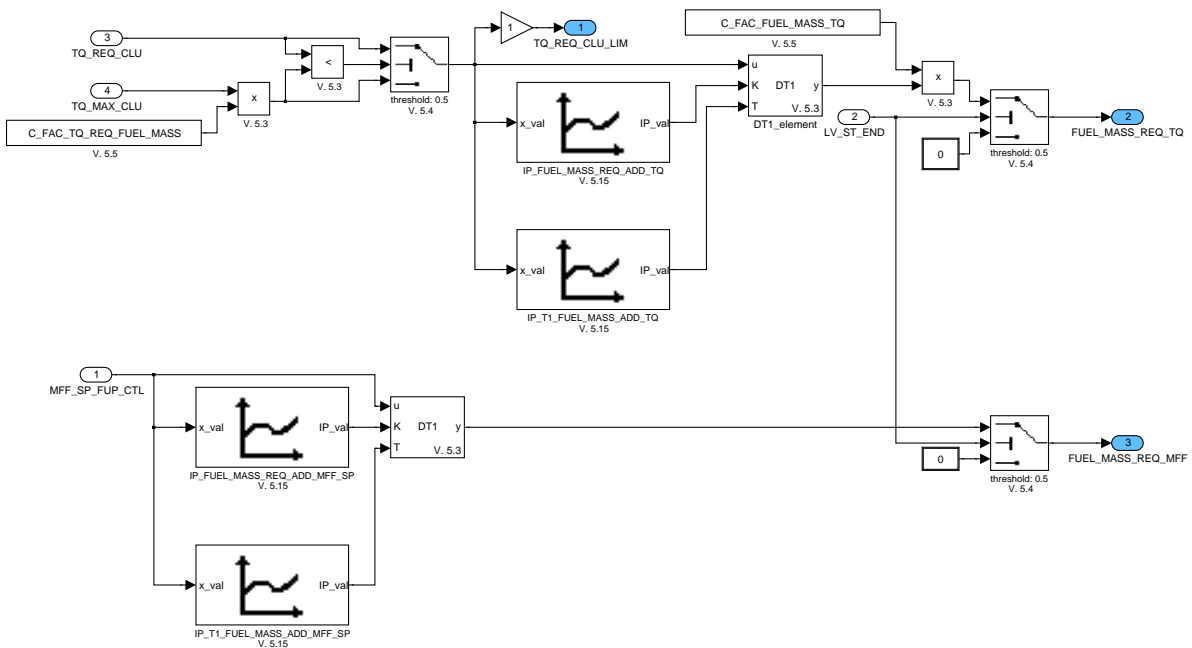 3
TQ_REQ_CLU
4
TQ_MAX_CLU
C_FAC_TQ_REQ_FUEL_MASS
V. 5.5
x
V. 5.3
<
V. 5.3
threshold: 0.5
V. 5.4
1
1
TQ_REQ_CLU_LIM
x_val
IP_val
IP_FUEL_MASS_REQ_ADD_TQ
V. 5.15
x_val
IP_val
IP_T1_FUEL_MASS_ADD_TQ
V. 5.15
C_FAC_FUEL_MASS_TQ
V. 5.5
u
K
T
DT1
y
V. 5.3
DT1_element
x
V. 5.3
2
LV_ST_END
0
threshold: 0.5
V. 5.4
2
FUEL_MASS_REQ_TQ
1
MFF_SP_FUP_CTL
x_val
IP_val
IP_FUEL_MASS_REQ_ADD_MFF_SP
V. 5.15
x_val
IP_val
IP_T1_FUEL_MASS_ADD_MFF_SP
V. 5.15
u
K
T
DT1
y
V. 5.3
0
threshold: 0.5
V. 5.4
3
FUEL_MASS_REQ_MFF